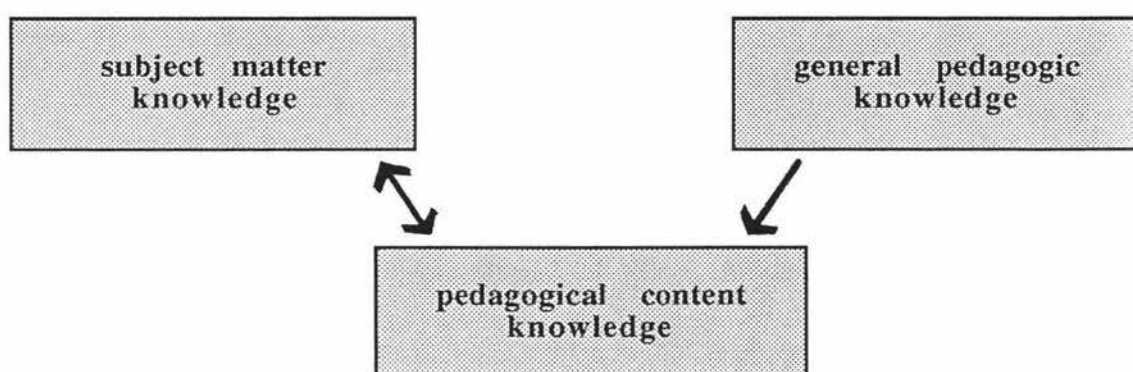 subject matter
knowledge
general pedagogic
knowledge
pedagogical content
knowledge